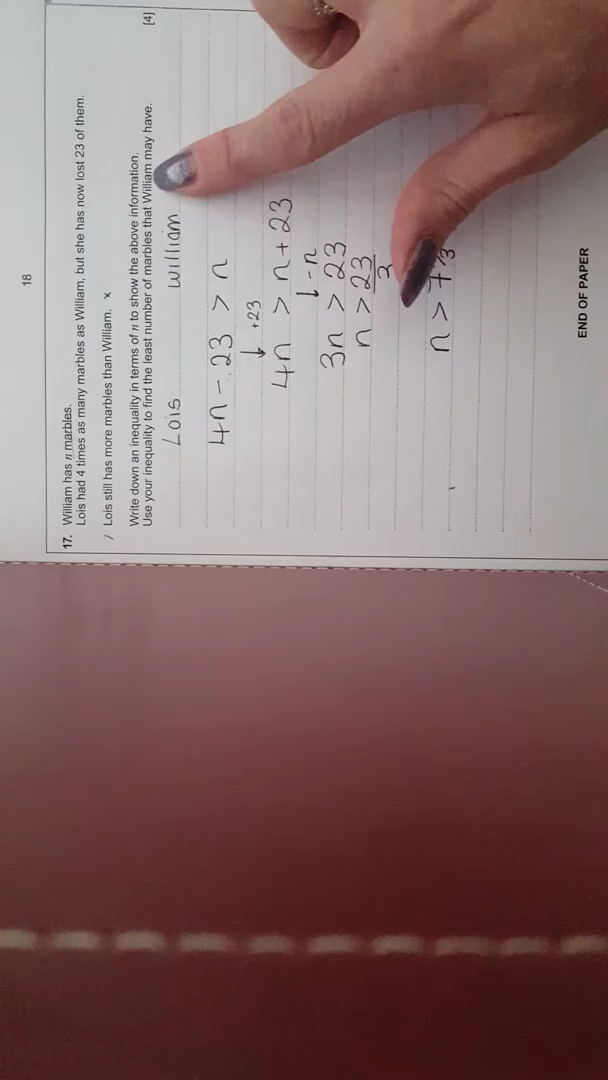 18
17. William has n marbles.
Lois had 4 times as many marbles as William, but she has now lost 23 of them.
Lois still has more marbles than William. x
Write down an inequality in terms of n to show the above information.
Use your inequality to find the least number of marbles that William may have. [4]
Lois William
4n - 23 > n
↓ +23
4n > n + 23
↓ -n
3n > 23
n > 23
3
n >
END OF PAPER